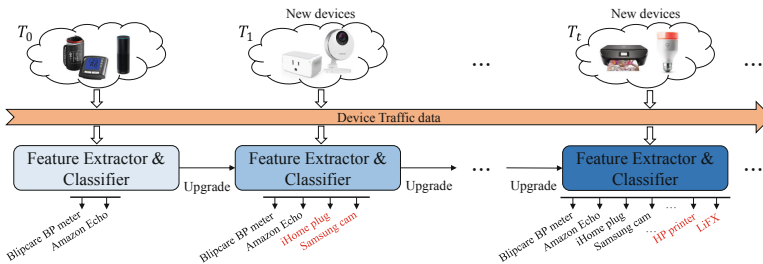 New devices
New devices
T0
T1
...
Tt
...
Device Traffic data
Feature Extractor &
Classifier
Upgrade
Feature Extractor &
Classifier
Upgrade
...
Upgrade
Feature Extractor &
Classifier
...
Blipcare BP meter
Amazon Echo
Blipcare BP meter
Amazon Echo
iHome plug
Samsung cam
Blipcare BP meter
Amazon Echo
iHome plug
Samsung cam
...
...
HP printer
LiFX